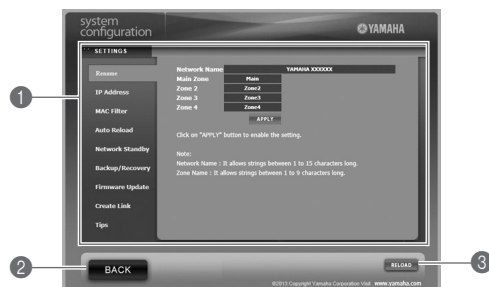 system
configuration
YAMAHA
SETTINGS
Rename
IP Address
MAC Filter
Auto Reload
Network Standby
Backup/Recovery
Firmware Update
Create Link
Tips
Network Name YAMAHA XXXXXX
Main Zone Main
Zone 2 Zone2
Zone 3 Zone3
Zone 4 Zone4
APPLY
Click on "APPLY" button to enable the setting.
Note:
Network Name : It allows strings between 1 to 15 characters long.
Zone Name : It allows strings between 1 to 9 characters long.
1
2
3
BACK
RELOAD
©2013 Copyright Yamaha Corporation Visit www.yamaha.com